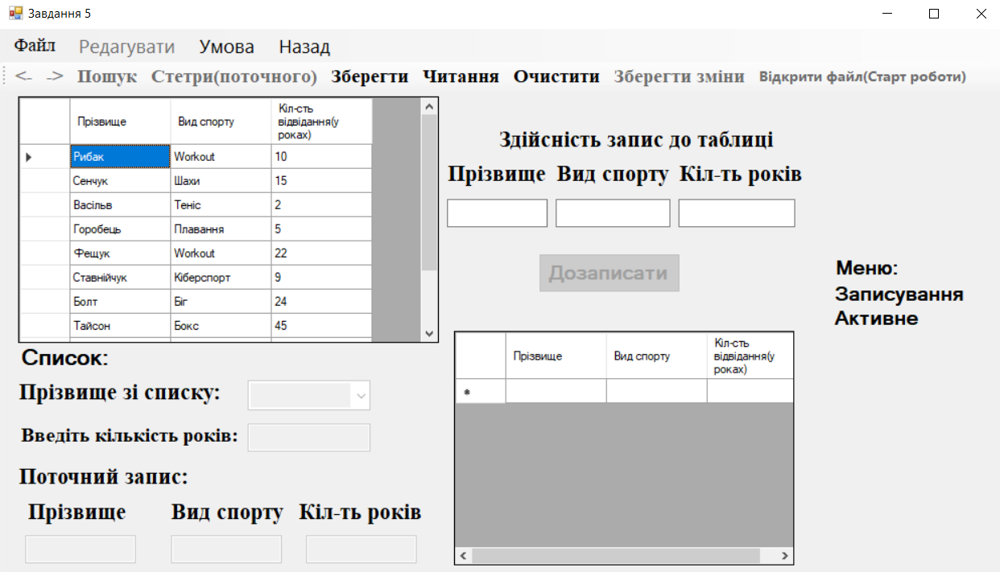 Завдання 5
Файл Редагувати Умова Назад
<- -> Пошук Стетри(поточного) Зберегти Читання Очистити Зберегти зміни Відкрити файл(Старт роботи)
Прізвище Вид спорту Кіл-сть відвідання(у роках)
Рибак Workout 10
Сенчук Шахи 15
Васільв Теніс 2
Горобець Плавання 5
Фещук Workout 22
Ставнійчук Кіберспорт 9
Болт Біг 24
Тайсон Бокс 45
Здійсність запис до таблиці
Прізвище Вид спорту Кіл-ть років
Дозаписати
Меню:
Записування
Активне
Список:
Прізвище зі списку:
Введіть кількість років:
Поточний запис:
Прізвище Вид спорту Кіл-ть років
Прізвище Вид спорту Кіл-сть відвідання(у роках)